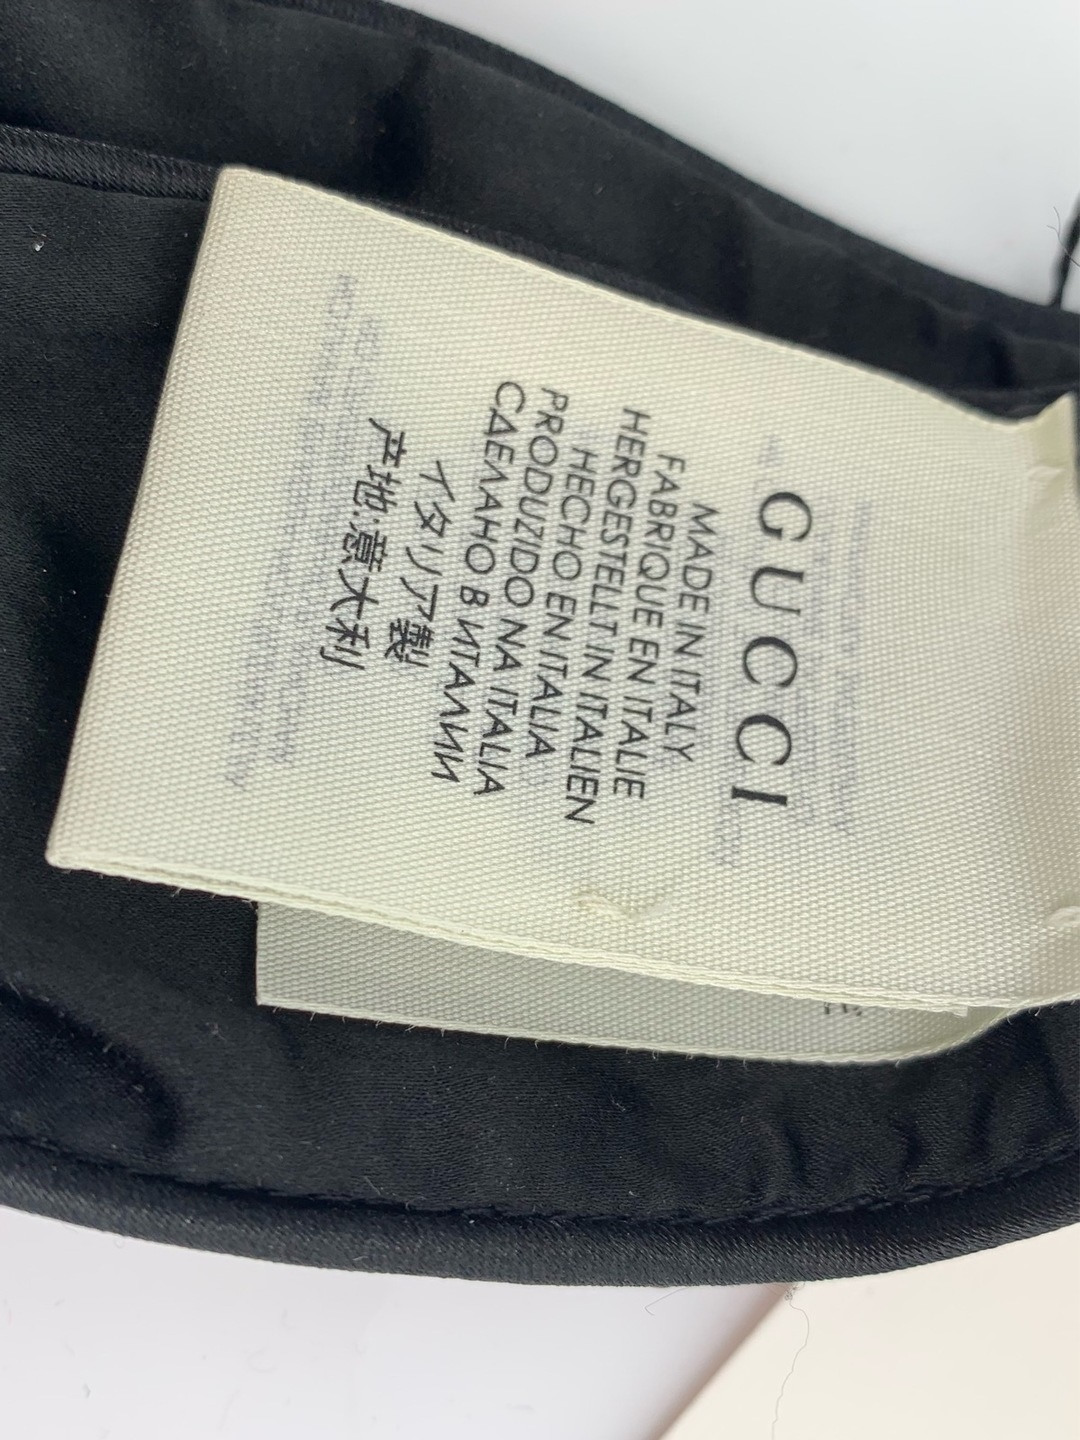 GUCCI
MADE IN ITALY
FABRIQUE EN ITALIE
HERGESTELLT IN ITALIEN
HECHO EN ITALIA
PRODUZIDO NA ITALIA
СДЕЛАНО В ИТАЛИИ
イタリア製
产地:意大利